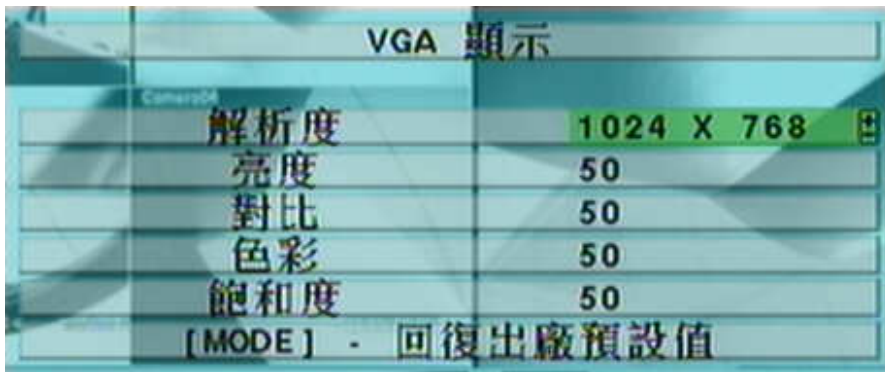 VGA 顯示
Camera04
解析度 1024 X 768
亮度 50
對比 50
色彩 50
飽和度 50
[MODE] - 回復出廠預設值